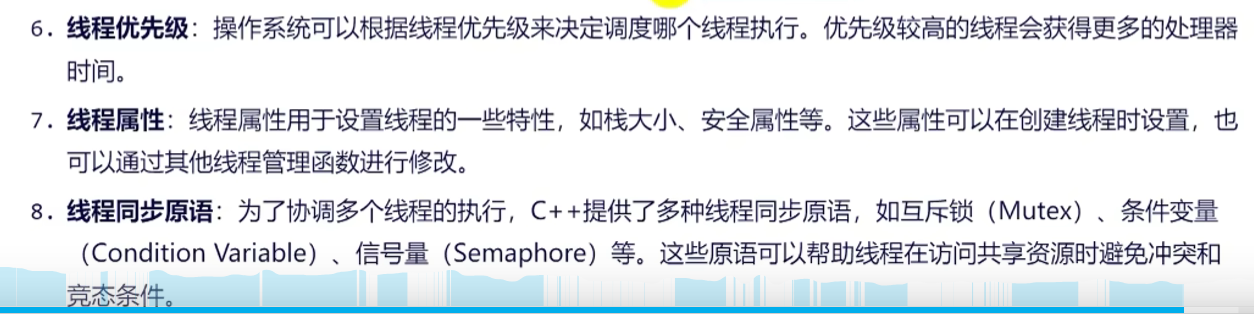 6. 线程优先级：操作系统可以根据线程优先级来决定调度哪个线程执行。优先级较高的线程会获得更多的处理器
时间。
7. 线程属性：线程属性用于设置线程的一些特性，如栈大小、安全属性等。这些属性可以在创建线程时设置，也
可以通过其他线程管理函数进行修改。
8. 线程同步原语：为了协调多个线程的执行，C++提供了多种线程同步原语，如互斥锁（Mutex）、条件变量
（Condition Variable）、信号量（Semaphore）等。这些原语可以帮助线程在访问共享资源时避免冲突和
竞态条件。